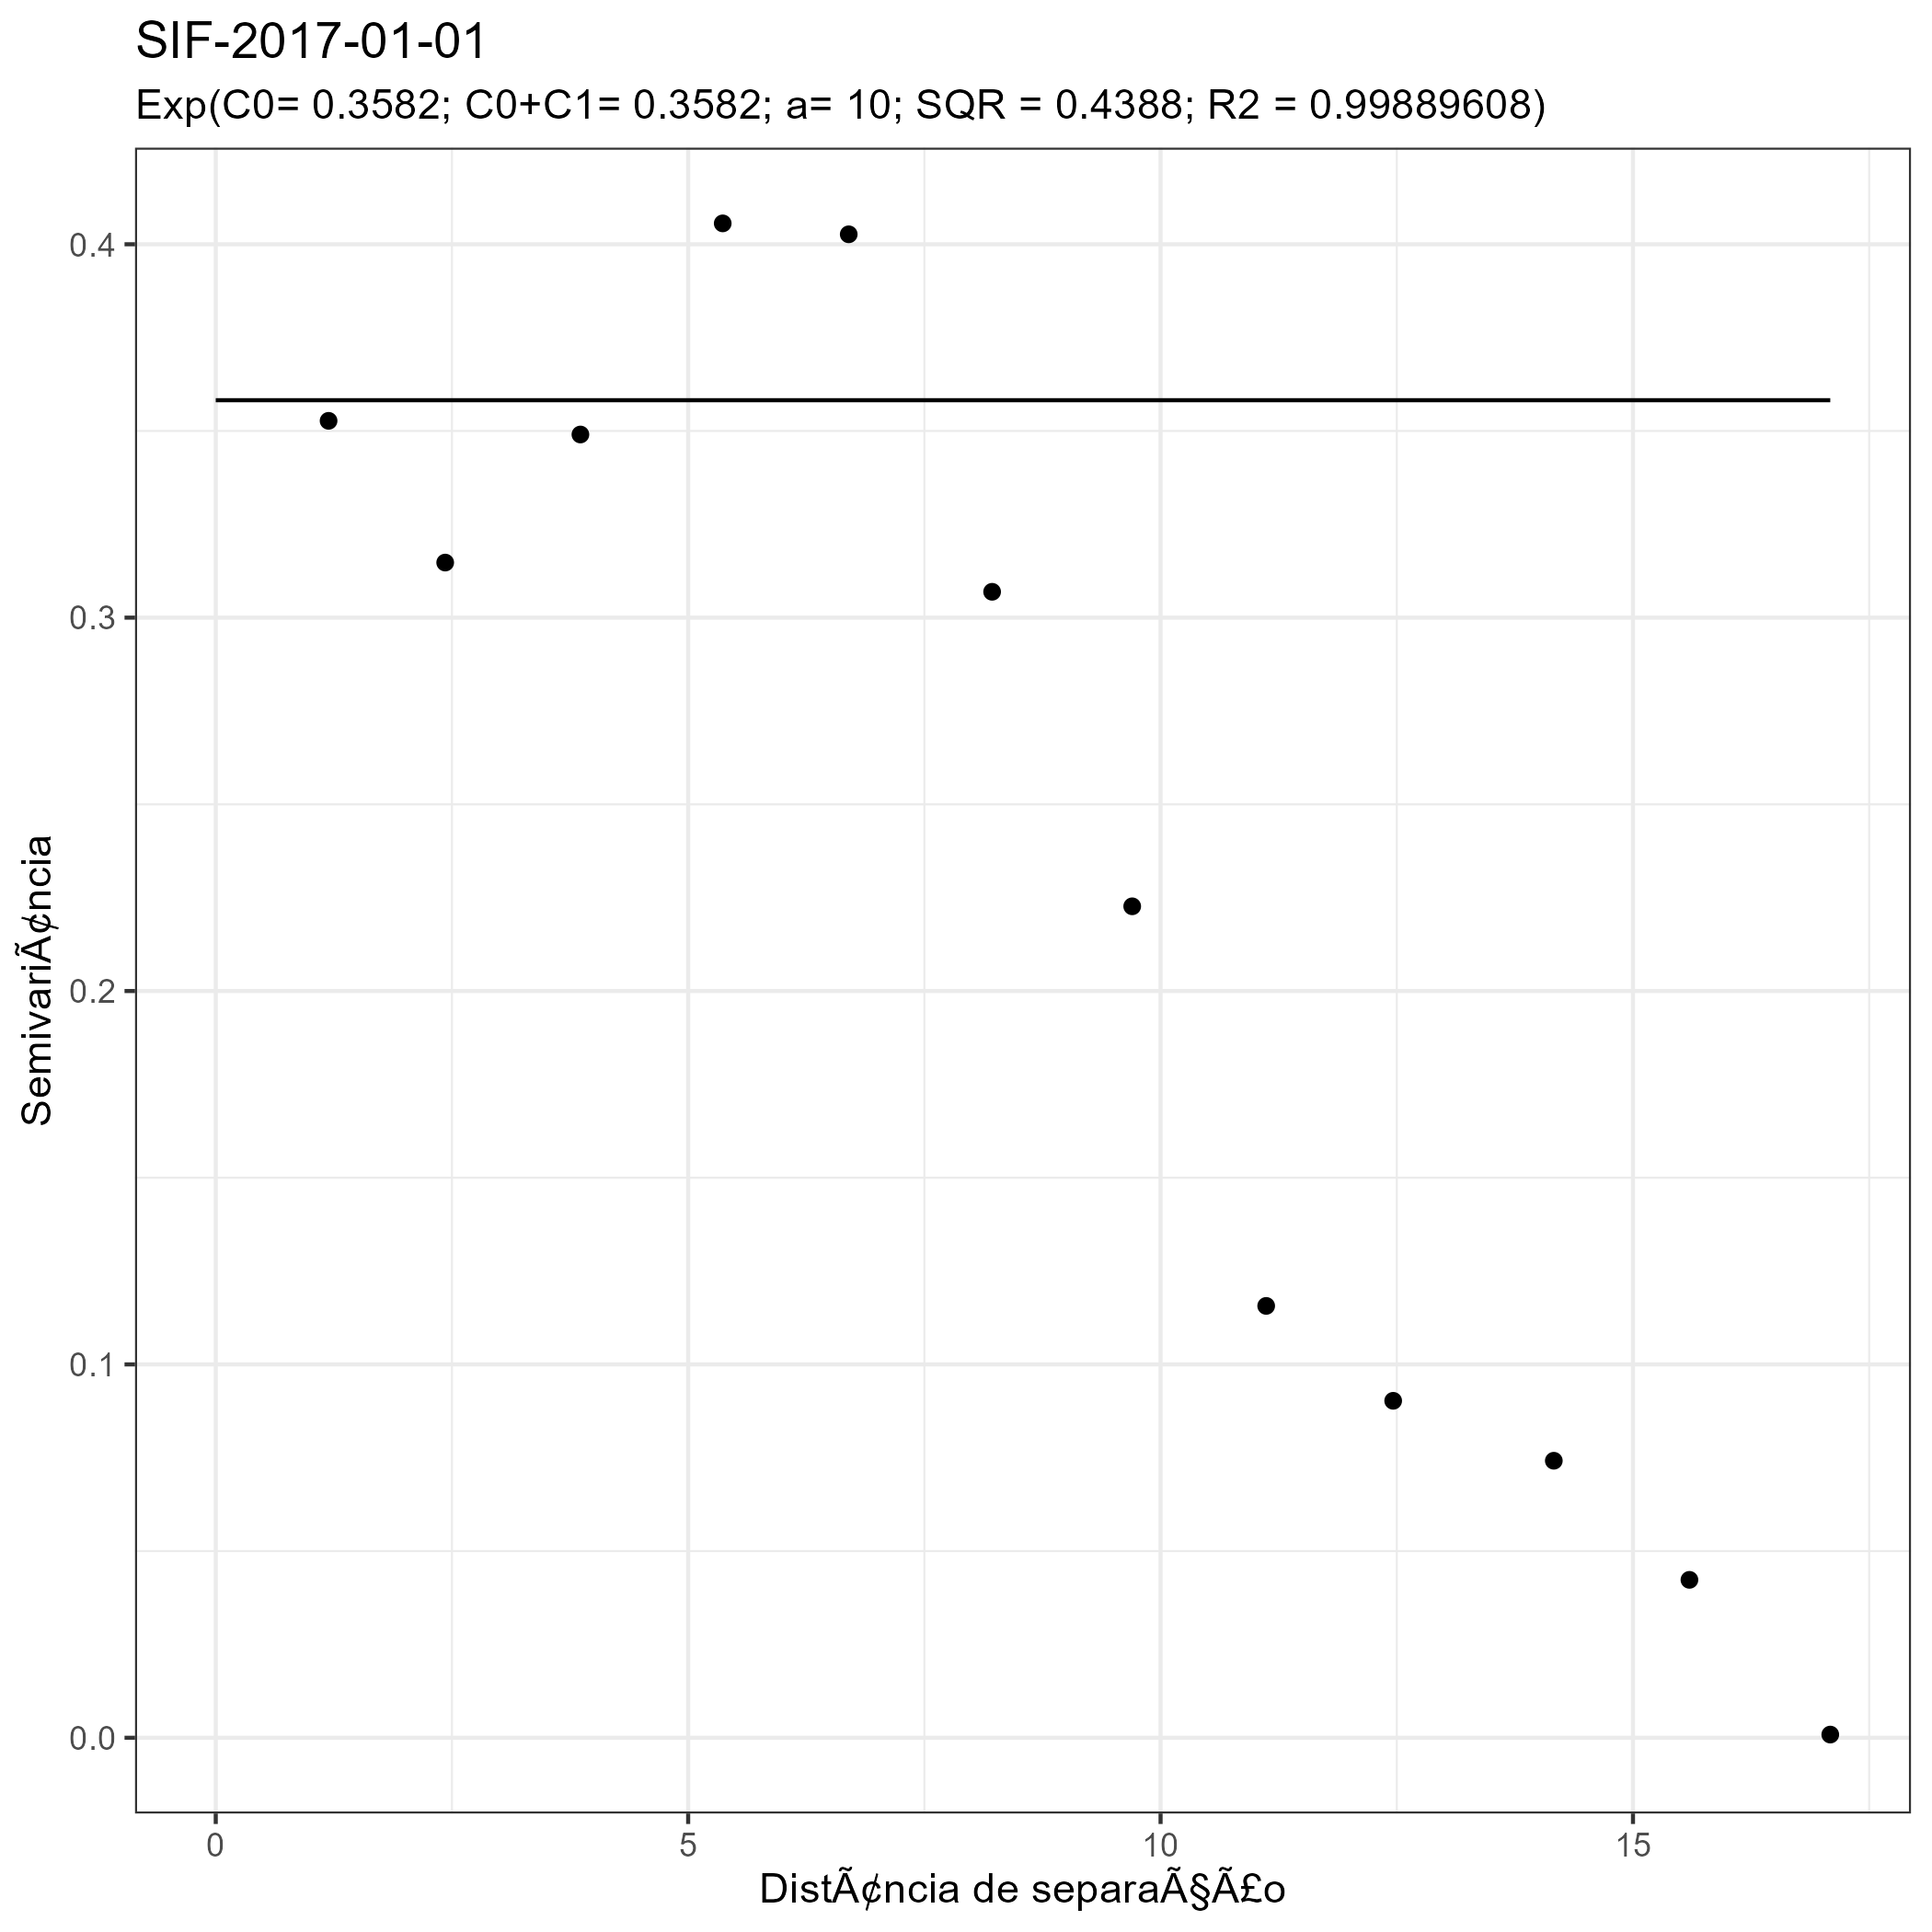 SIF-2017-01-01
Exp(C0= 0.3582; C0+C1= 0.3582; a= 10; SQR = 0.4388; R2 = 0.99889608)
0.4
0.3
0.2
0.1
0.0
SemivariÃ¢ncia
0 5 10 15
DistÃ¢ncia de separaÃ§Ã£o